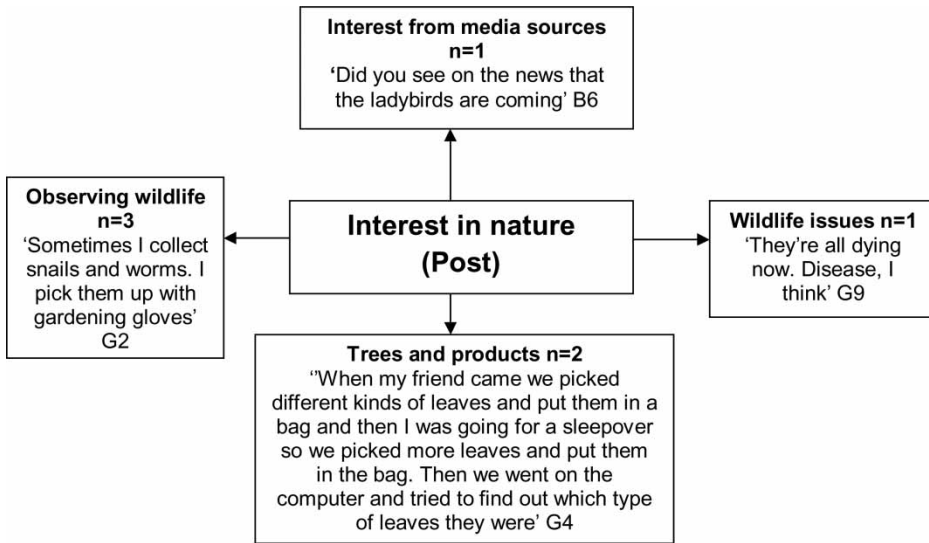 Interest from media sources
n=1
‘Did you see on the news that
the ladybirds are coming’ B6
Observing wildlife
n=3
‘Sometimes I collect
snails and worms. I
pick them up with
gardening gloves’
G2
Interest in nature
(Post)
Wildlife issues n=1
‘They’re all dying
now. Disease, I
think’ G9
Trees and products n=2
‘’When my friend came we picked
different kinds of leaves and put them in a
bag and then I was going for a sleepover
so we picked more leaves and put them
in the bag. Then we went on the
computer and tried to find out which type
of leaves they were’ G4